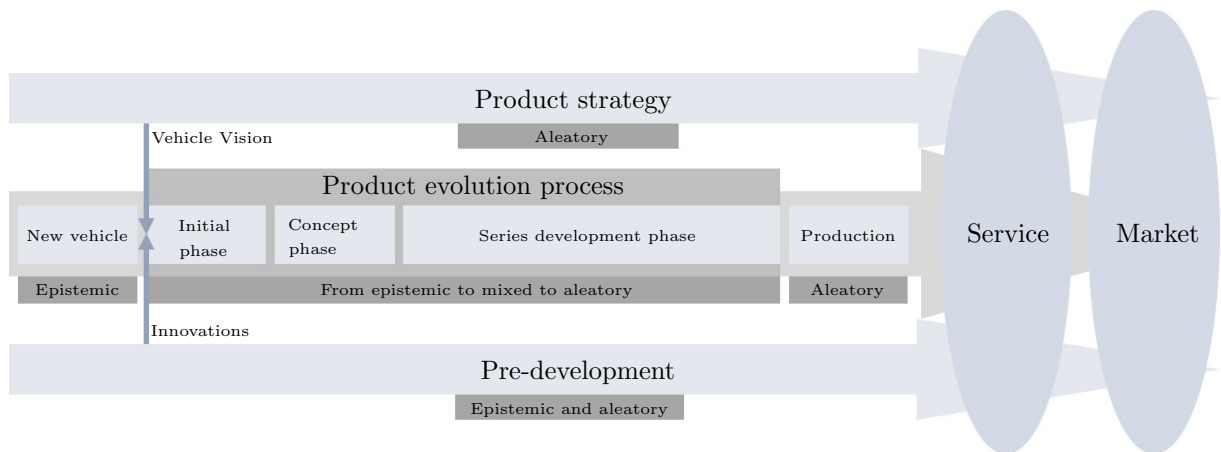 Product strategy
Vehicle Vision
Aleatory
Product evolution process
New vehicle
Initial
phase
Concept
phase
Series development phase
Production
Service
Market
Epistemic
From epistemic to mixed to aleatory
Aleatory
Innovations
Pre-development
Epistemic and aleatory